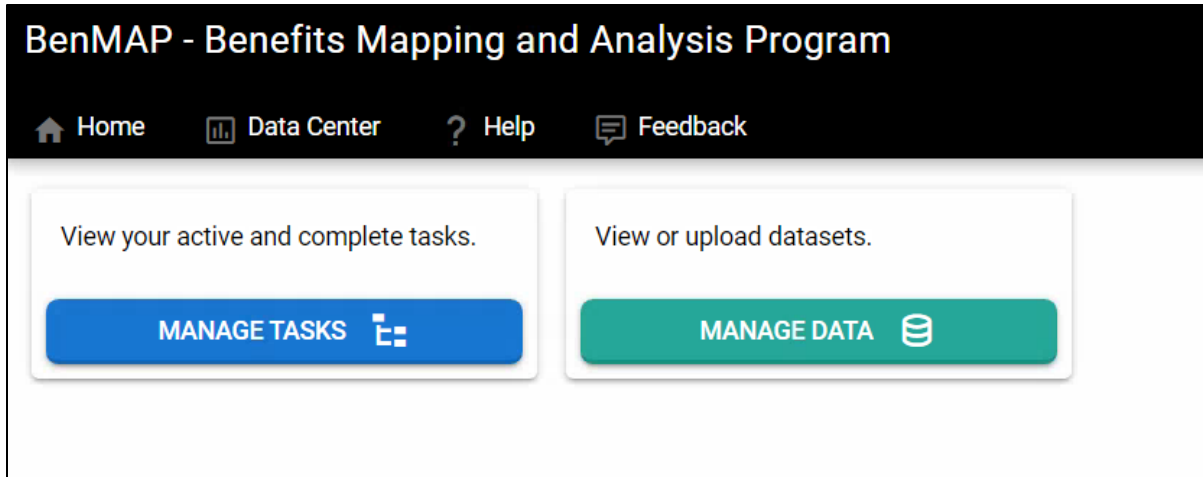 BenMAP - Benefits Mapping and Analysis Program
Home Data Center ? Help Feedback
View your active and complete tasks.
MANAGE TASKS
View or upload datasets.
MANAGE DATA